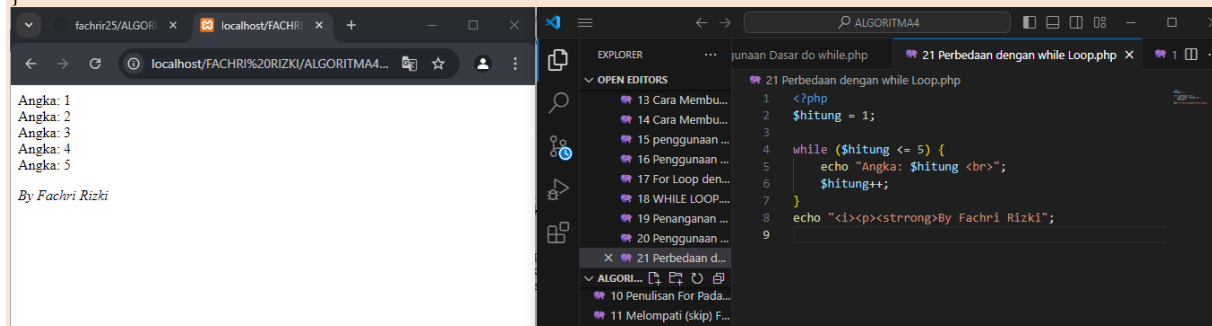 fachrir25/ALGORI
localhost/FACHRI
localhost/FACHRI%20RIZKI/ALGORITMA4...
Angka: 1
Angka: 2
Angka: 3
Angka: 4
Angka: 5
By Fachri Rizki
ALGORITMA4
EXPLORER
unaan Dasar do while.php
21 Perbedaan dengan while Loop.php
1
OPEN EDITORS
21 Perbedaan dengan while Loop.php
13 Cara Membu...
14 Cara Membu...
15 penggunaan ...
16 Penggunaan ...
17 For Loop den...
18 WHILE LOOP....
19 Penanganan ...
20 Penggunaan ...
21 Perbedaan d...
ALGORI...
10 Penulisan For Pada...
11 Melompati (skip) F...
1 <?php
2 $hitung = 1;
3
4 while ($hitung <= 5) {
5 echo "Angka: $hitung <br>";
6 $hitung++;
7 }
8 echo "<i><p><strrong>By Fachri Rizki";
9